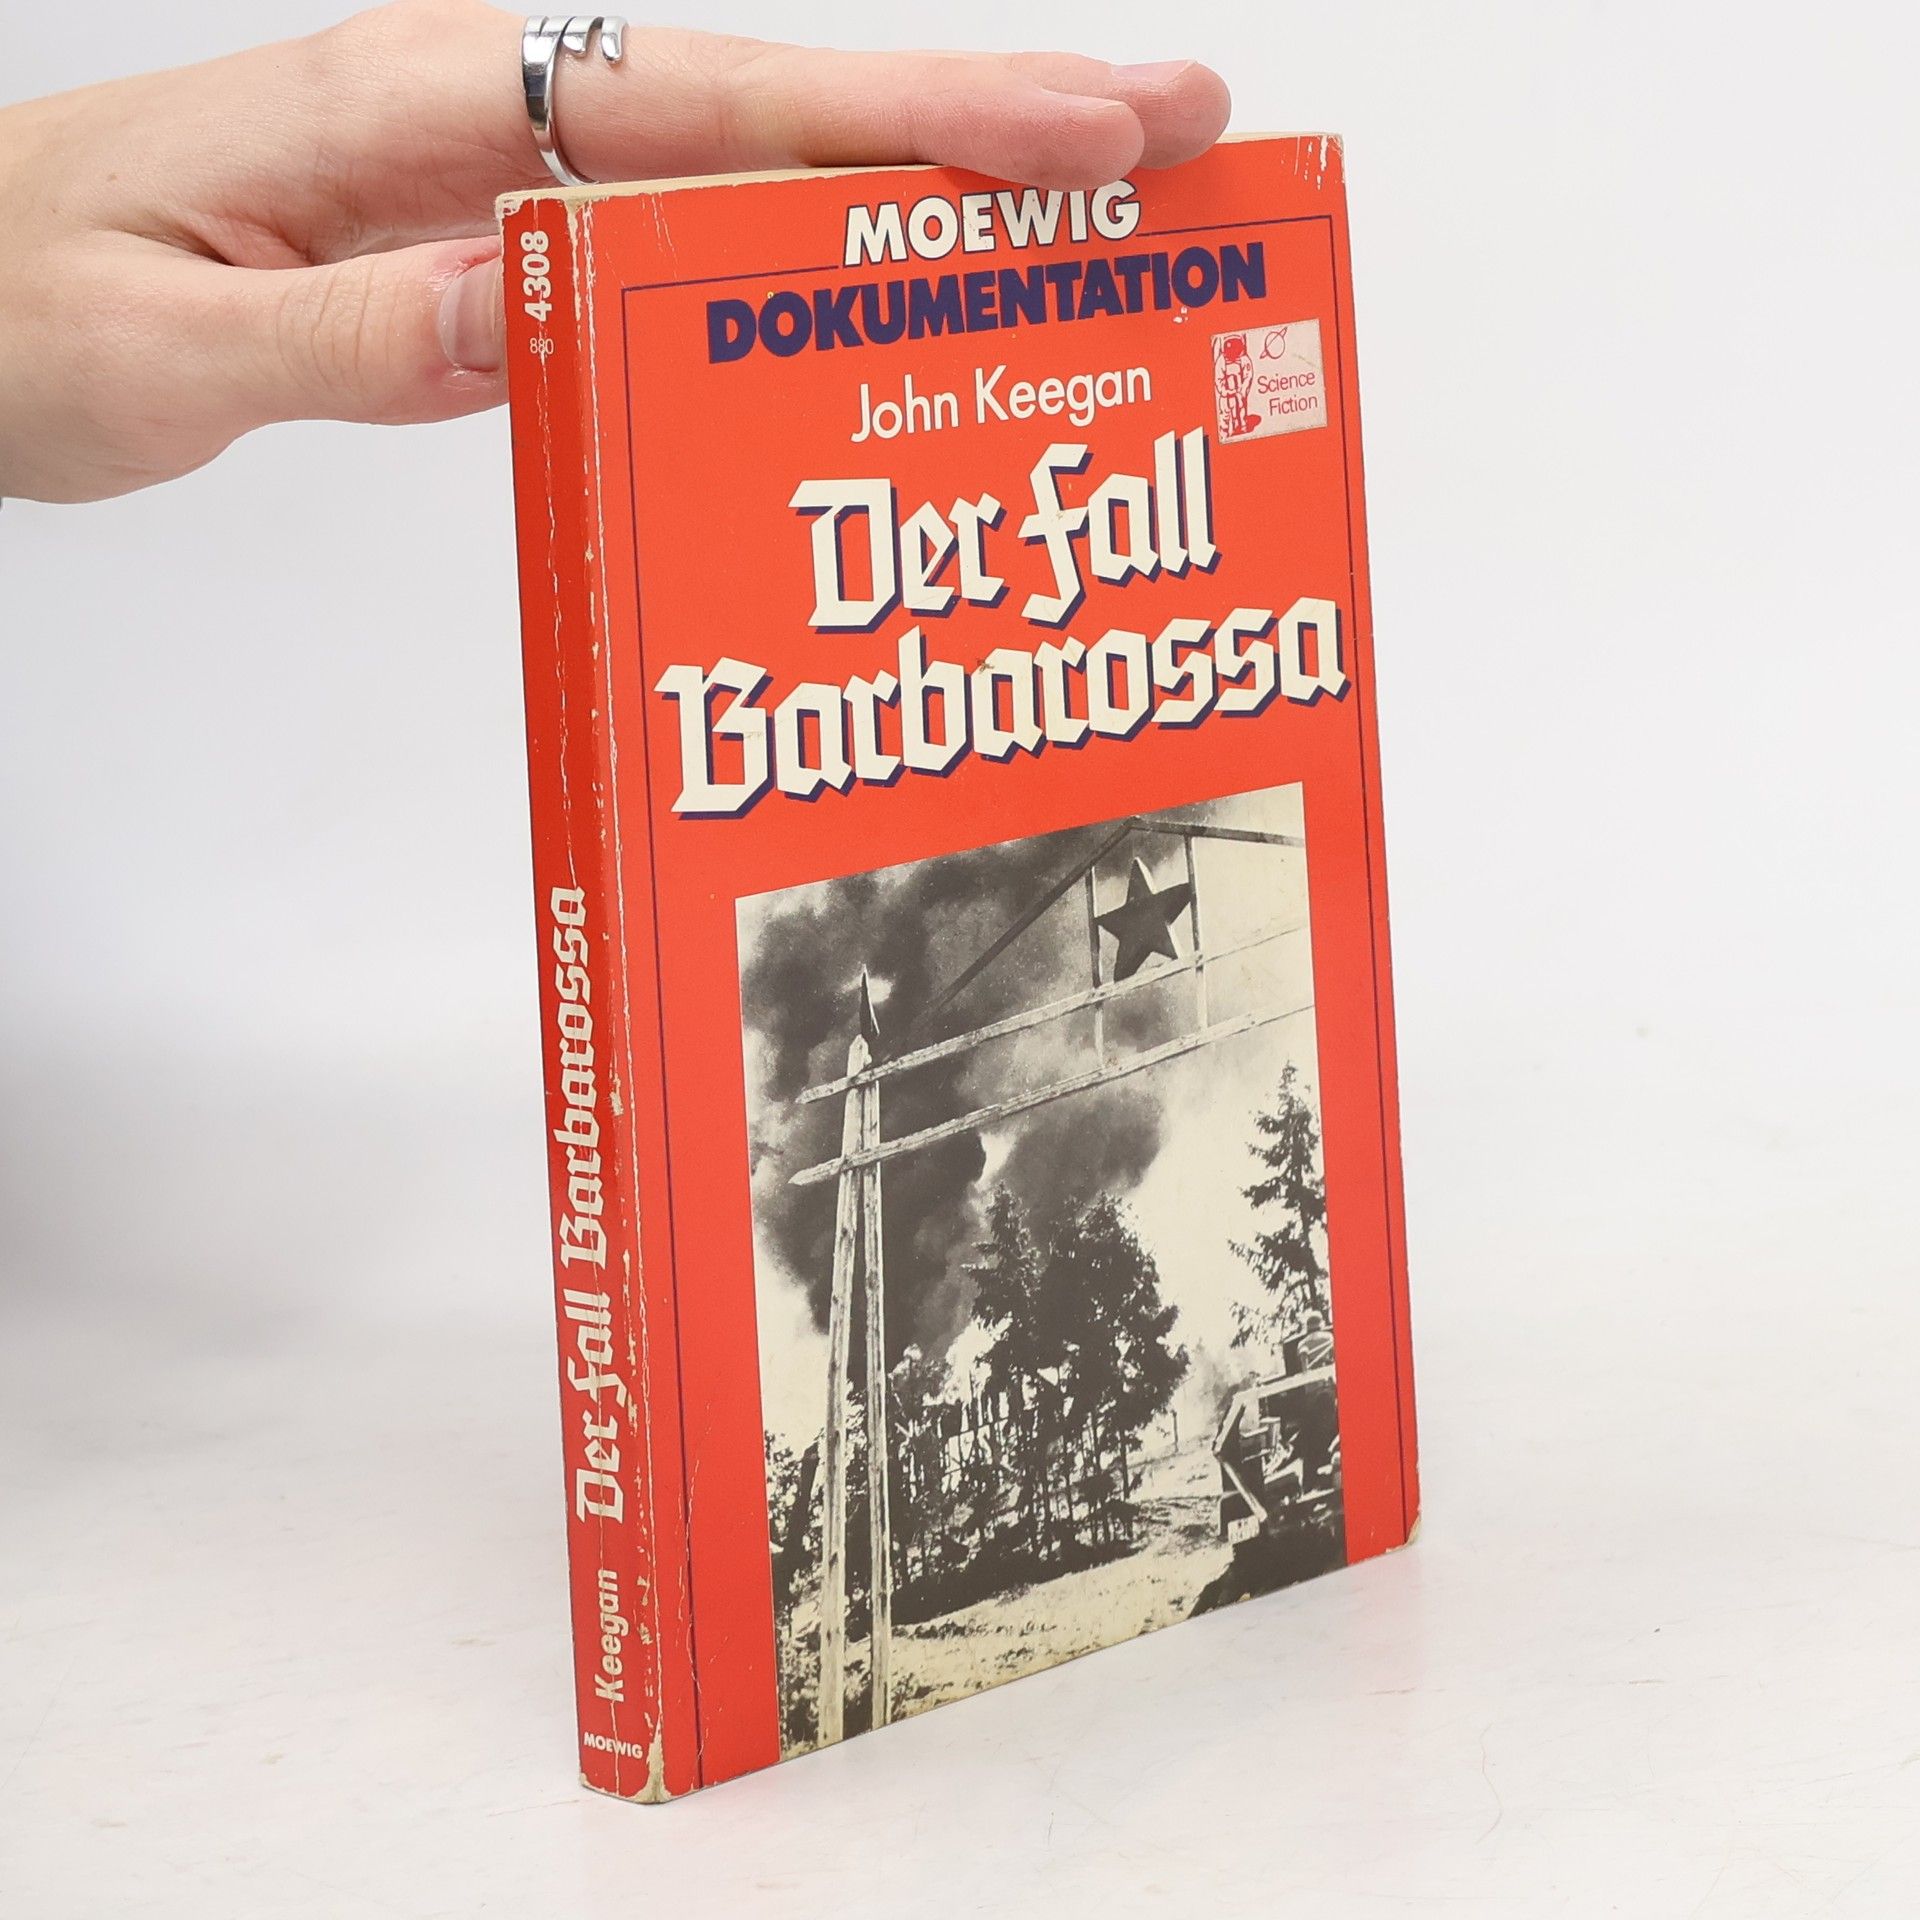 MOEWIG
DOKUMENTATION
John Keegan
Science
Fiction
Der Fall
Barbarossa
4308
880
Der Fall Barbarossa
Keegan
MOEWIG